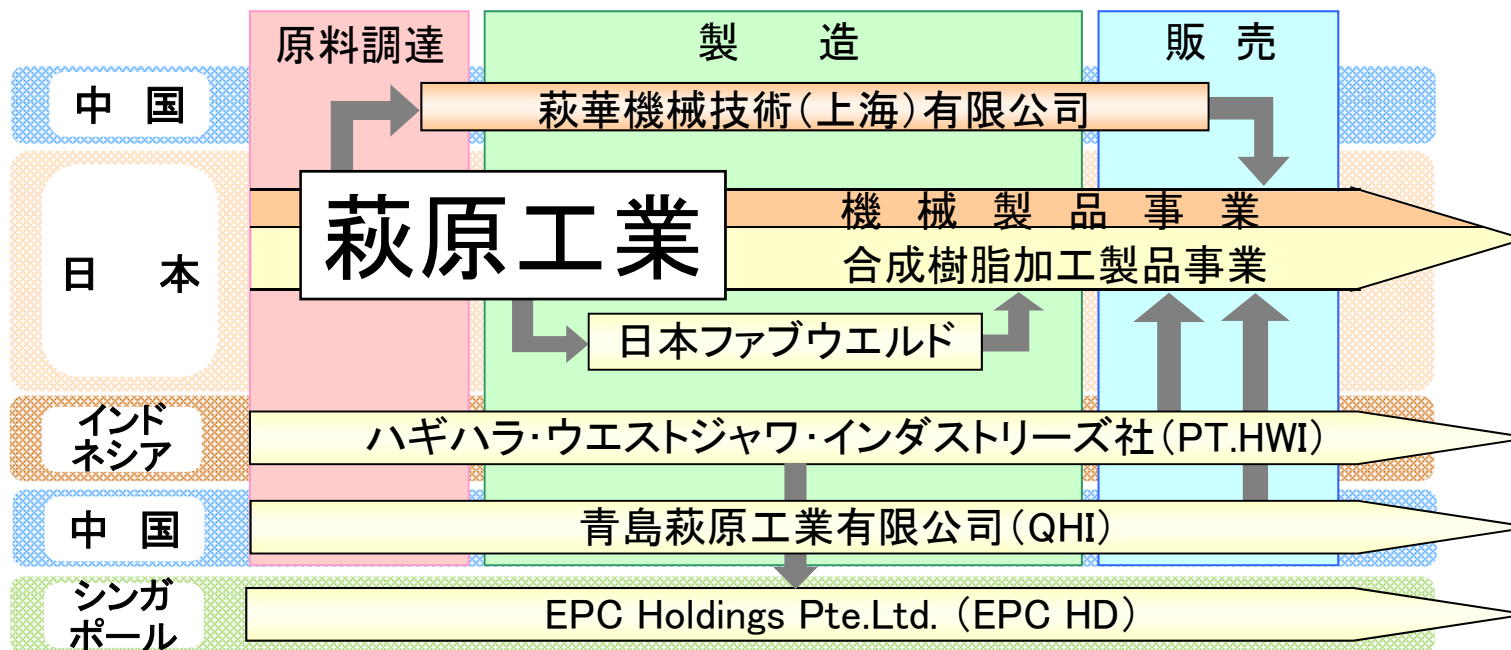 原料調達
製 造
販 売
中 国
萩華機械技術(上海)有限公司
日 本
萩原工業
機 械 製 品 事 業
合成樹脂加工製品事業
日本ファブウエルド
インド
ネシア
ハギハラ・ウエストジャワ・インダストリーズ社(PT.HWI)
中 国
青島萩原工業有限公司(QHI)
シンガ
ポール
EPC Holdings Pte.Ltd. (EPC HD)